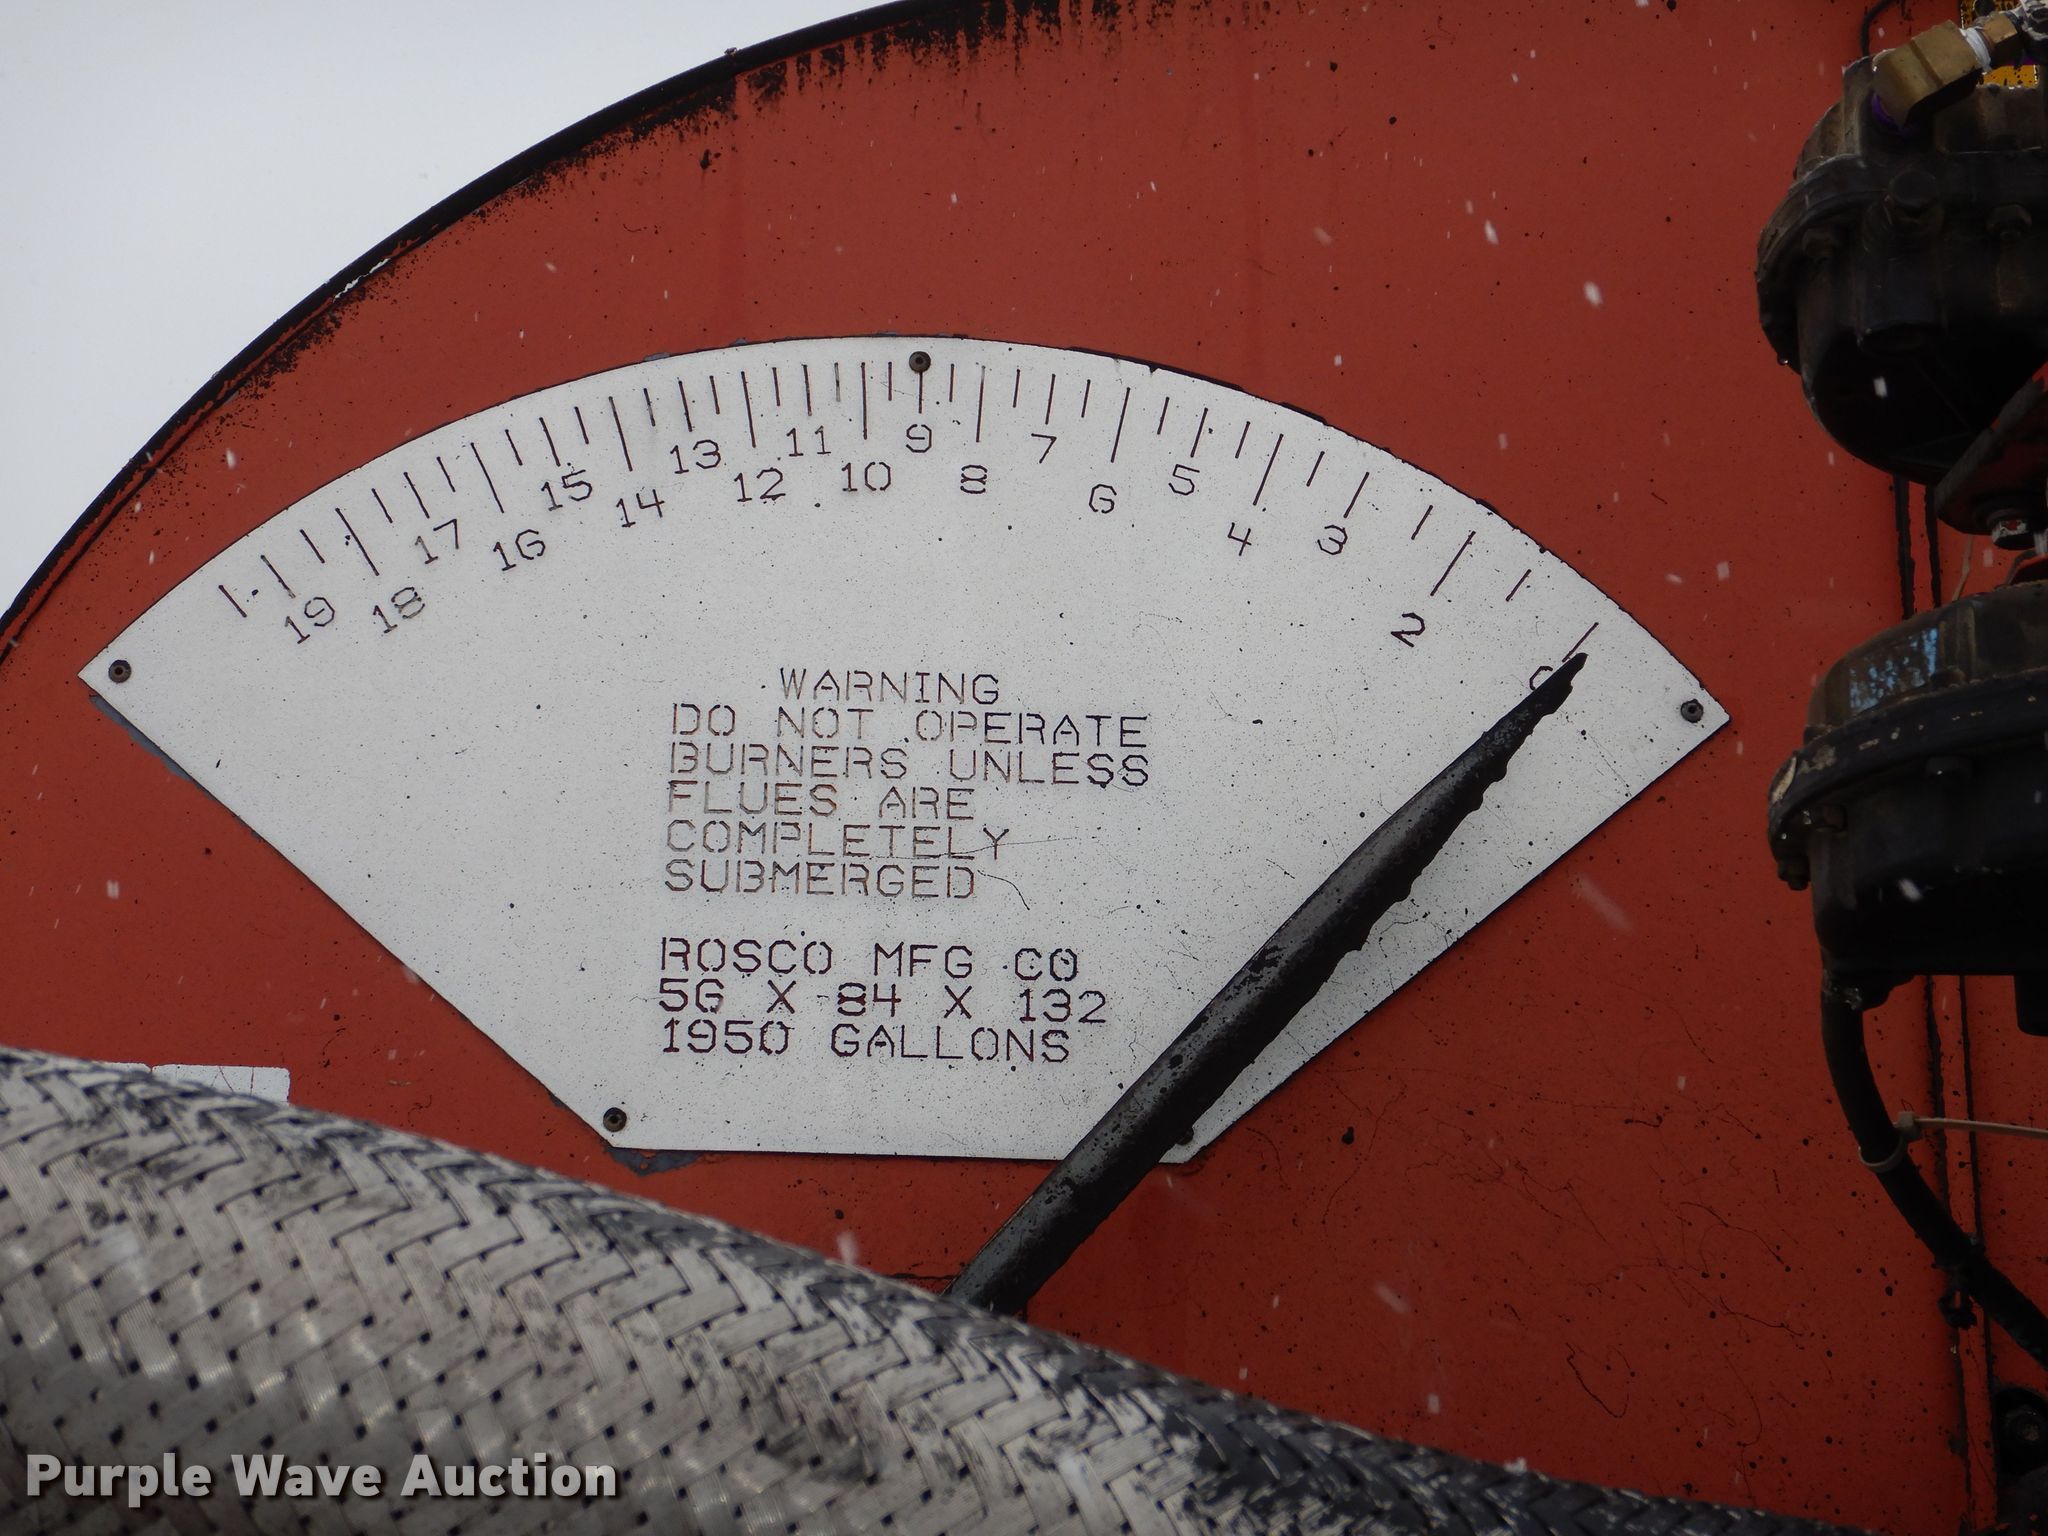 19 18 17 16 15 14 13 12 11 10 9 8 7 6 5 4 3 2 0
WARNING
DO NOT OPERATE
BURNERS UNLESS
FLUES ARE
COMPLETELY
SUBMERGED
ROSCO MFG CO
56 X 84 X 132
1950 GALLONS
Purple Wave Auction